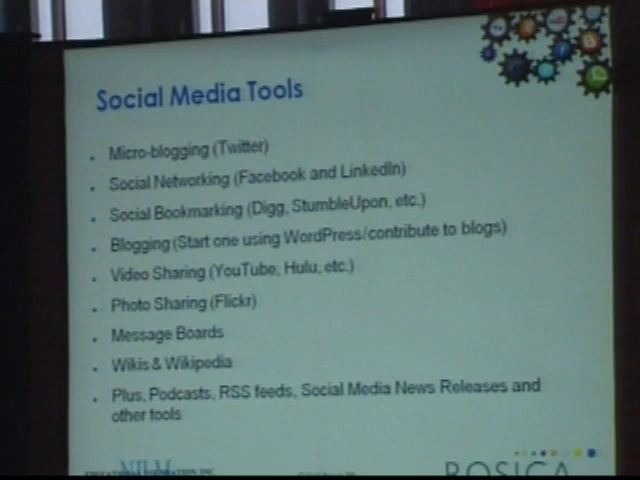 Social Media Tools
. Micro-blogging (Twitter)
. Social Networking (Facebook and LinkedIn)
. Social Bookmarking (Digg, StumbleUpon, etc.)
. Blogging (Start one using WordPress/contribute to blogs)
. Video Sharing (YouTube, Hulu, etc.)
. Photo Sharing (Flickr)
. Message Boards
. Wikis & Wikipedia
. Plus, Podcasts, RSS feeds, Social Media News Releases and
other tools
ROSICA